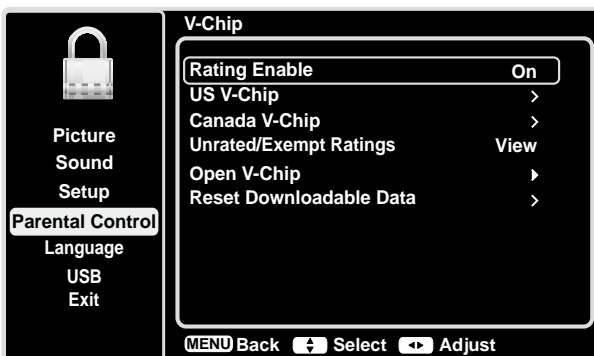 V-Chip
Rating Enable On
US V-Chip >
Canada V-Chip >
Unrated/Exempt Ratings View
Open V-Chip
Reset Downloadable Data >
Picture
Sound
Setup
Parental Control
Language
USB
Exit
MENU Back Select Adjust